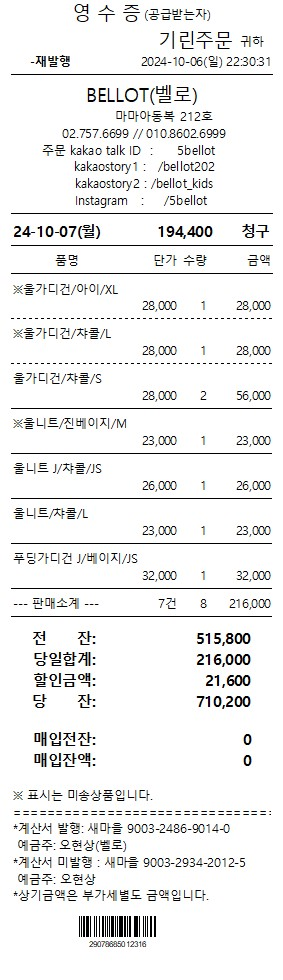 영 수 증 (공급받는자)
기린주문 귀하
-재발행 2024-10-06(일) 22:30:31
BELLOT(벨로)
마마아동복 212호
02.757.6699 // 010.8602.6999
주문 kakao talk ID : 5bellot
kakaostory1 : /bellot202
kakaostory2 : /bellot_kids
Instagram : /5bellot
24-10-07(월) 194,400 청구
품명 단가 수량 금액
※울가디건/아이/XL
28,000 1 28,000
※울가디건/챠콜/L
28,000 1 28,000
울가디건/챠콜/S
28,000 2 56,000
※울니트/진베이지/M
23,000 1 23,000
울니트 J/챠콜/JS
26,000 1 26,000
울니트/챠콜/L
23,000 1 23,000
푸딩가디건 J/베이지/JS
32,000 1 32,000
--- 판매소계 --- 7건 8 216,000
전 잔: 515,800
당일합계: 216,000
할인금액: 21,600
당 잔: 710,200
매입전잔: 0
매입잔액: 0
※ 표시는 미송상품입니다.
======================================
*계산서 발행: 새마을 9003-2486-9014-0
예금주: 오현상(벨로)
*계산서 미발행 : 새마을 9003-2934-2012-5
예금주: 오현상
*상기금액은 부가세별도 금액입니다.
29078685012316